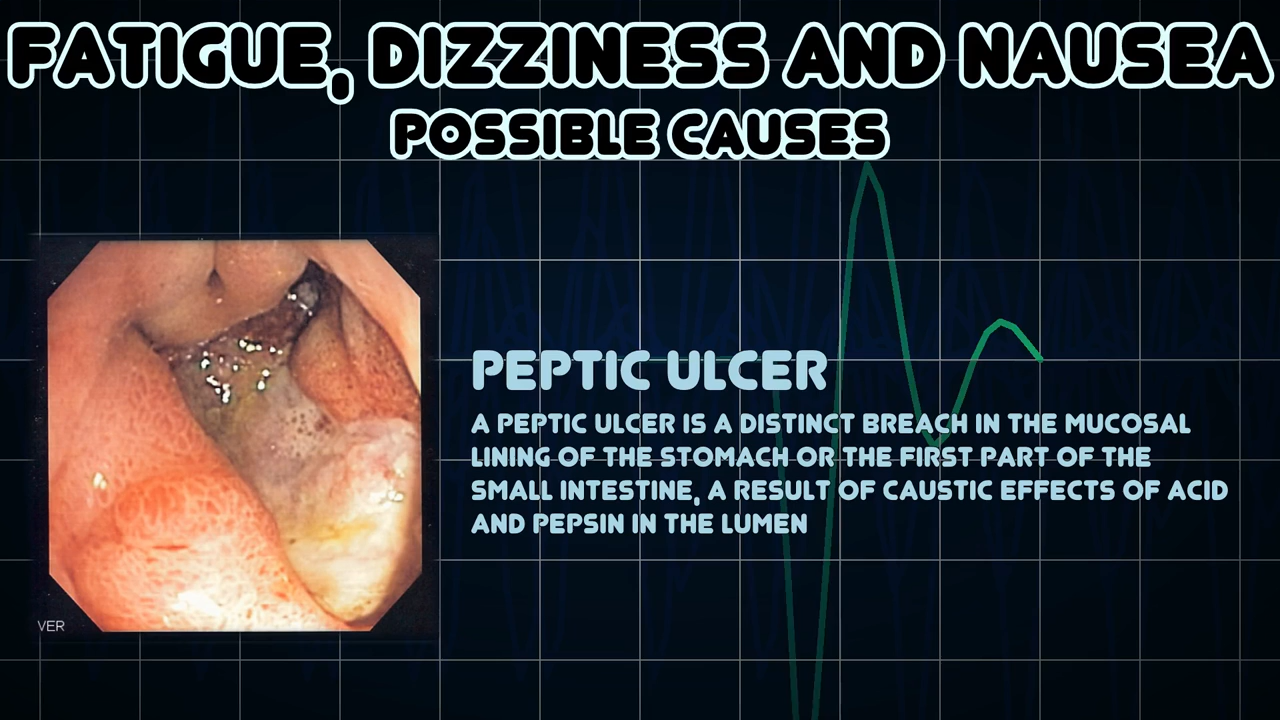 FATIGUE, DIZZINESS AND NAUSEA
POSSIBLE CAUSES
PEPTIC ULCER
A PEPTIC ULCER IS A DISTINCT BREACH IN THE MUCOSAL
LINING OF THE STOMACH OR THE FIRST PART OF THE
SMALL INTESTINE, A RESULT OF CAUSTIC EFFECTS OF ACID
AND PEPSIN IN THE LUMEN
VER